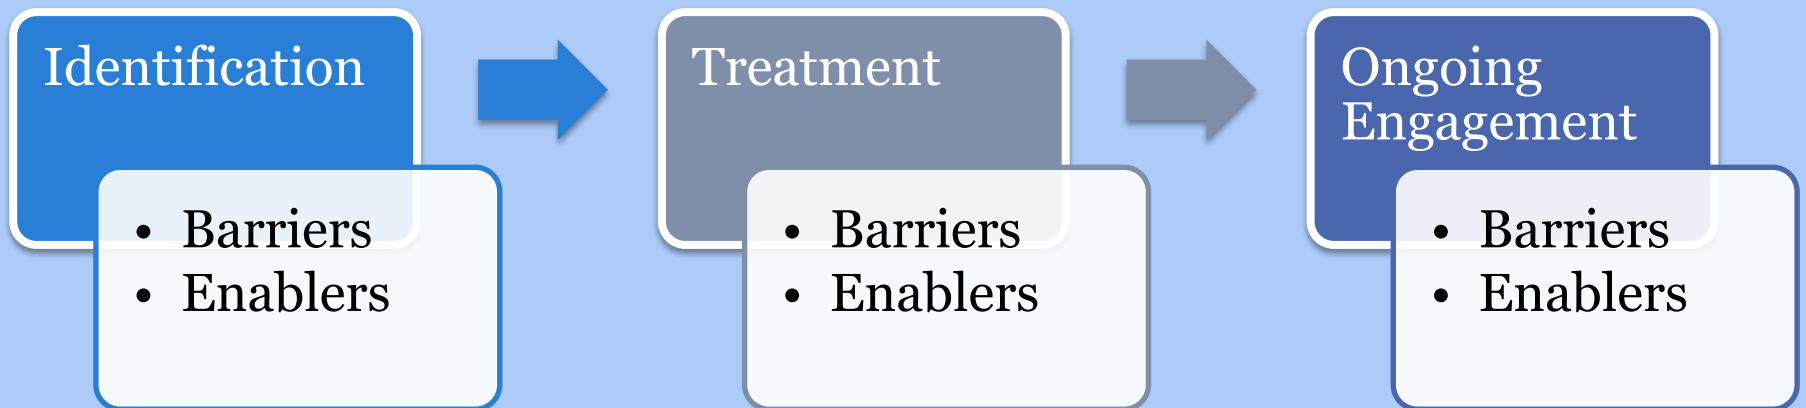 Identification
• Barriers
• Enablers
Treatment
• Barriers
• Enablers
Ongoing
Engagement
• Barriers
• Enablers